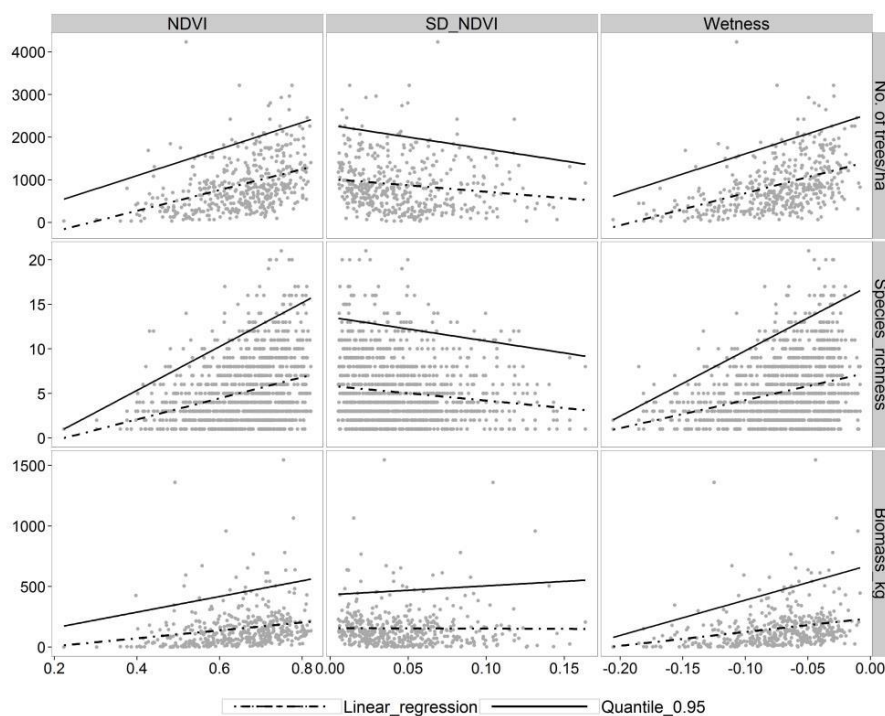 NDVI SD_NDVI Wetness
4000
3000
2000
1000
0
No. of trees/ha
20
15
10
5
0
Species_richness
1500
1000
500
0
Biomass_kg
0.2 0.4 0.6 0.8 0.00 0.05 0.10 0.15 -0.20 -0.15 -0.10 -0.05 0.00
Linear_regression Quantile_0.95